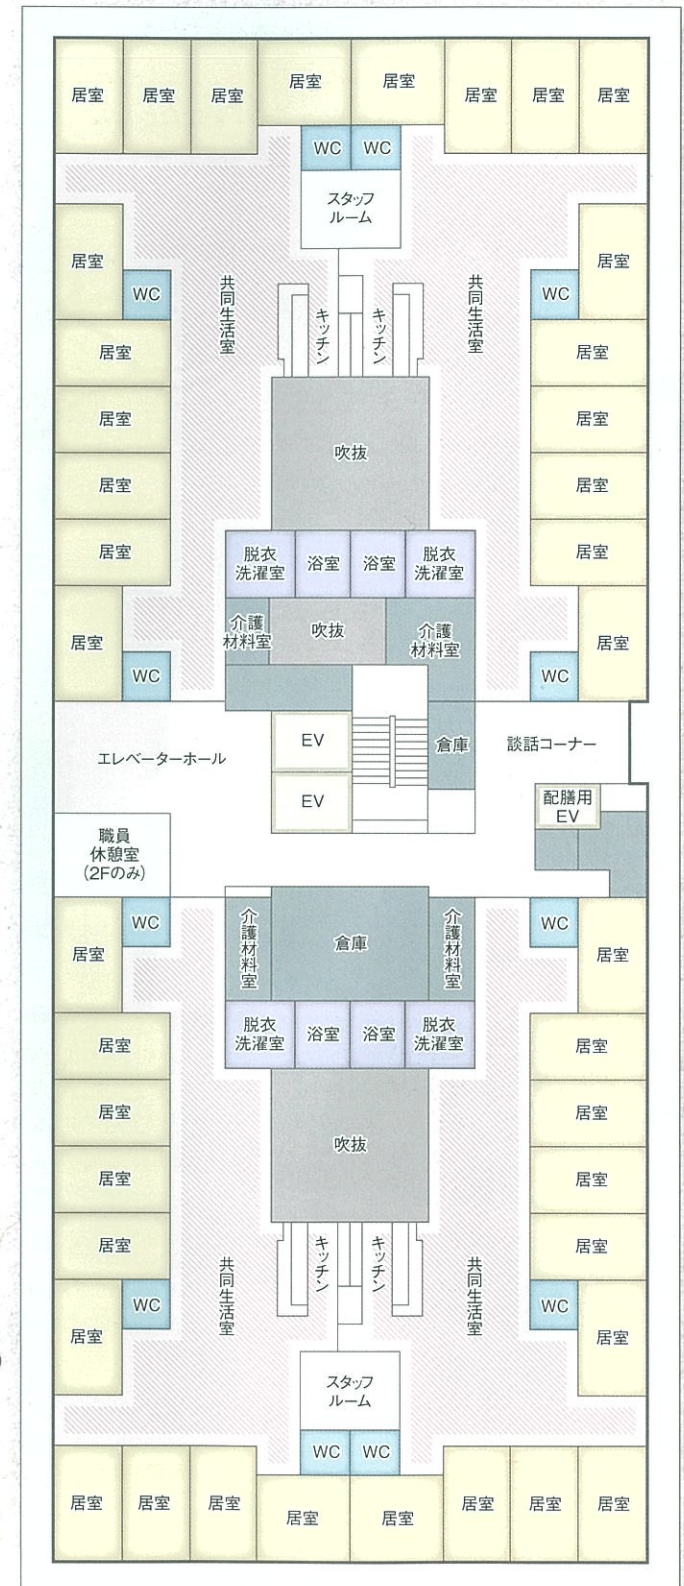 居室 居室 居室 居室 居室 居室 居室 居室
WC WC
スタッフ
ルーム
居室 居室
WC WC
共同生活室 キッチン キッチン 共同生活室
居室 居室
居室 居室
吹抜
居室 居室
居室 居室
脱衣
洗濯室
浴室 浴室
脱衣
洗濯室
介護
材料室
吹抜
介護
材料室
居室 居室
WC WC
エレベーターホール
EV
倉庫
談話コーナー
EV
配膳用
EV
職員
休憩室
(2Fのみ)
WC WC
居室 居室
介護材料室
倉庫
介護材料室
脱衣
洗濯室
浴室 浴室
脱衣
洗濯室
居室 居室
居室 居室
吹抜
居室 居室
居室 居室
共同生活室 キッチン キッチン 共同生活室
WC WC
居室 居室
スタッフ
ルーム
WC WC
居室 居室 居室 居室 居室 居室 居室 居室